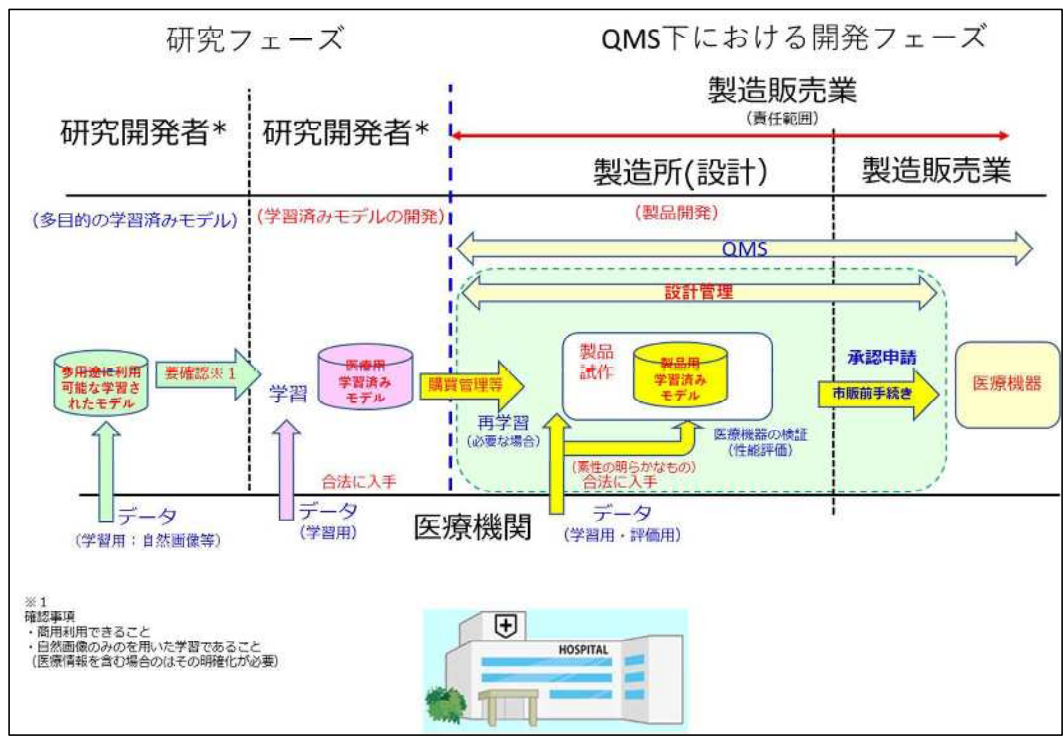 研究フェーズ
QMS下における開発フェーズ
製造販売業
(責任範囲)
研究開発者*
研究開発者*
製造所(設計)
製造販売業
(多目的の学習済みモデル)
(学習済みモデルの開発)
(製品開発)
QMS
設計管理
多用途に利用
可能な学習さ
れたモデル
要確認※1
学習
医療用
学習済み
モデル
購買管理等
再学習
(必要な場合)
製品
試作
製品用
学習済み
モデル
医療機器の検証
(性能評価)
承認申請
市販前手続き
医療機器
(素性の明らかなもの)
合法に入手
合法に入手
データ
(学習用:自然画像等)
データ
(学習用)
医療機関
データ
(学習用・評価用)
※1
確認事項
・商用利用できること
・自然画像のみのを用いた学習であること
(医療情報を含む場合のはその明確化が必要)
HOSPITAL